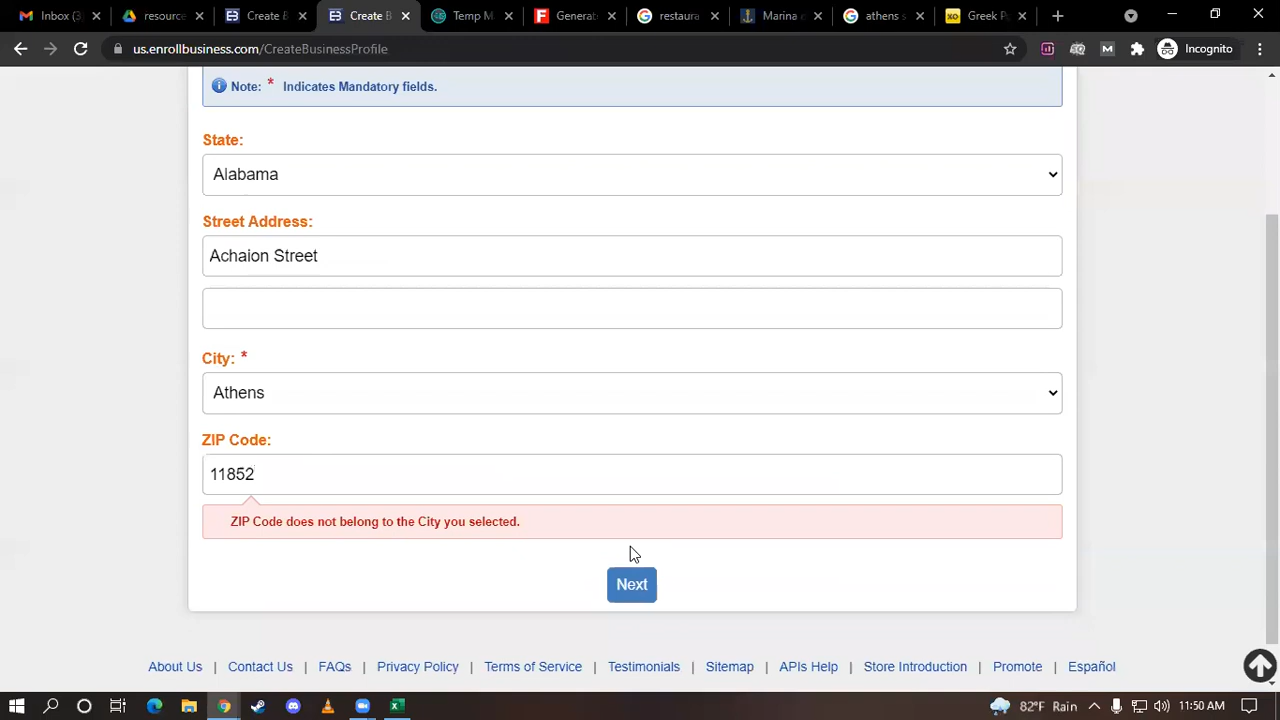 Inbox (3)
resource
Create B
Create B
Temp M
Generat
restaura
Marina
athens s
Greek P
us.enrollbusiness.com/CreateBusinessProfile
Incognito
Note: * Indicates Mandatory fields.
State:
Alabama
Street Address:
Achaion Street
City: *
Athens
ZIP Code:
11852
ZIP Code does not belong to the City you selected.
Next
About Us | Contact Us | FAQs | Privacy Policy | Terms of Service | Testimonials | Sitemap | APIs Help | Store Introduction | Promote | Español
82°F Rain
11:50 AM